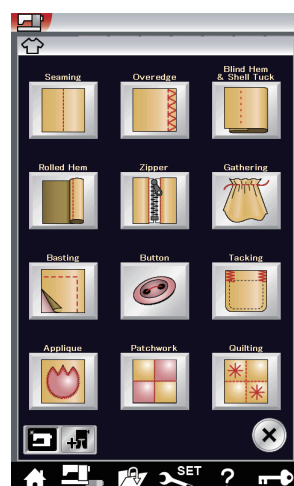 Seaming Overedge Blind Hem
& Shell Tuck
Rolled Hem Zipper Gathering
Basting Button Tacking
Applique Patchwork Quilting
SET ?